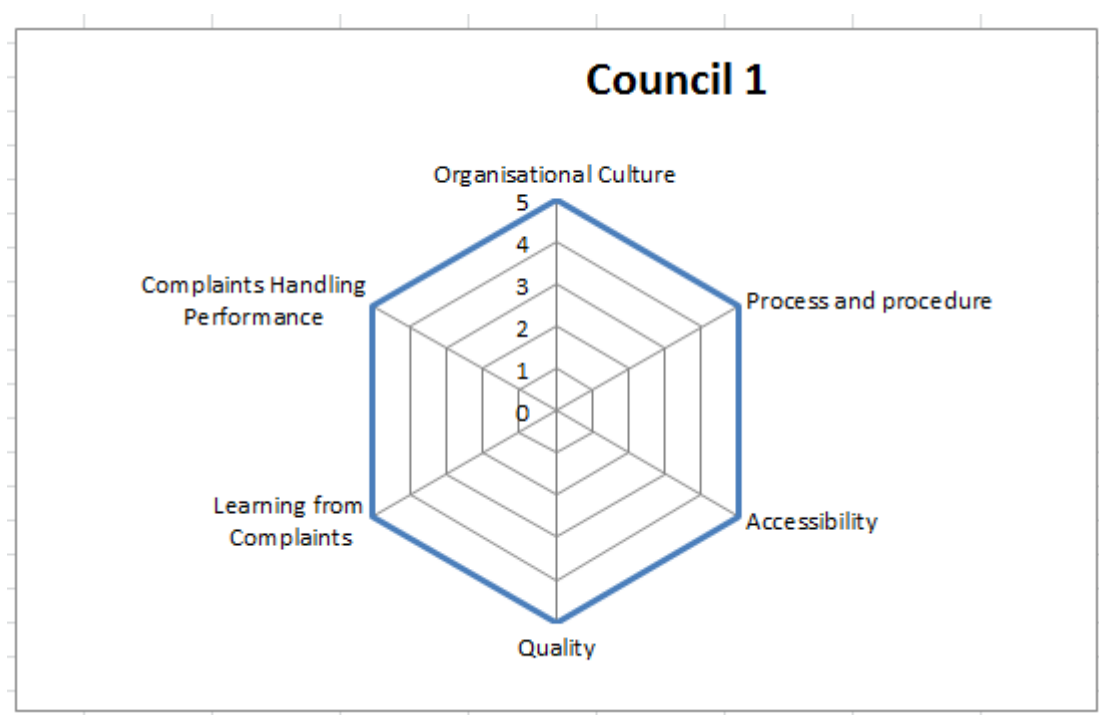 Council 1
Organisational Culture
5
4
Complaints Handling
Performance
3
Process and procedure
2
1
0
Learning from
Complaints
Accessibility
Quality